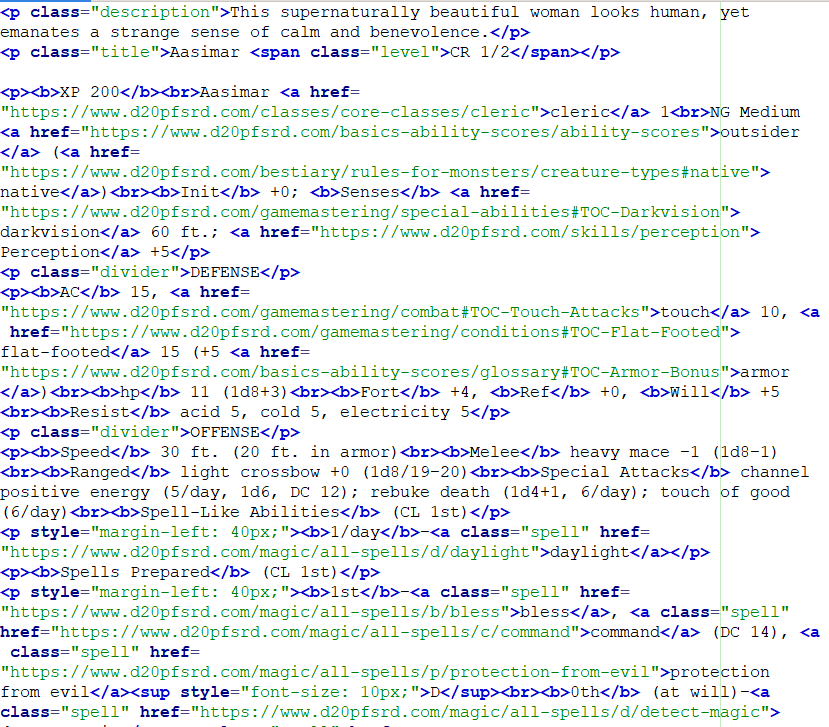 <p class="description">This supernaturally beautiful woman looks human, yet
emanates a strange sense of calm and benevolence.</p>
<p class="title">Aasimar <span class="level">CR 1/2</span></p>

<p><b>XP 200</b><br>Aasimar <a href=
"https://www.d20pfsrd.com/classes/core-classes/cleric">cleric</a> 1<br>NG Medium
<a href="https://www.d20pfsrd.com/basics-ability-scores/ability-scores">outsider
</a> (<a href=
"https://www.d20pfsrd.com/bestiary/rules-for-monsters/creature-types#native">
native</a>)<br><b>Init</b> +0; <b>Senses</b> <a href=
"https://www.d20pfsrd.com/gamemastering/special-abilities#TOC-Darkvision">
darkvision</a> 60 ft.; <a href="https://www.d20pfsrd.com/skills/perception">
Perception</a> +5</p>
<p class="divider">DEFENSE</p>
<p><b>AC</b> 15, <a href=
"https://www.d20pfsrd.com/gamemastering/combat#TOC-Touch-Attacks">touch</a> 10, <a
 href="https://www.d20pfsrd.com/gamemastering/conditions#TOC-Flat-Footed">
flat-footed</a> 15 (+5 <a href=
"https://www.d20pfsrd.com/basics-ability-scores/glossary#TOC-Armor-Bonus">armor
</a>)<br><b>hp</b> 11 (1d8+3)<br><b>Fort</b> +4, <b>Ref</b> +0, <b>Will</b> +5
<br><b>Resist</b> acid 5, cold 5, electricity 5</p>
<p class="divider">OFFENSE</p>
<p><b>Speed</b> 30 ft. (20 ft. in armor)<br><b>Melee</b> heavy mace -1 (1d8-1)
<br><b>Ranged</b> light crossbow +0 (1d8/19-20)<br><b>Special Attacks</b> channel
positive energy (5/day, 1d6, DC 12); rebuke death (1d4+1, 6/day); touch of good
(6/day)<br><b>Spell-Like Abilities</b> (CL 1st)</p>
<p style="margin-left: 40px;"><b>1/day</b>-<a class="spell" href=
"https://www.d20pfsrd.com/magic/all-spells/d/daylight">daylight</a></p>
<p><b>Spells Prepared</b> (CL 1st)</p>
<p style="margin-left: 40px;"><b>1st</b>-<a class="spell" href=
"https://www.d20pfsrd.com/magic/all-spells/b/bless">bless</a>, <a class="spell"
href="https://www.d20pfsrd.com/magic/all-spells/c/command">command</a> (DC 14), <a
 class="spell" href=
"https://www.d20pfsrd.com/magic/all-spells/p/protection-from-evil">protection
from evil</a><sup style="font-size: 10px;">D</sup><br><b>0th</b> (at will)-<a
class="spell" href="https://www.d20pfsrd.com/magic/all-spells/d/detect-magic">